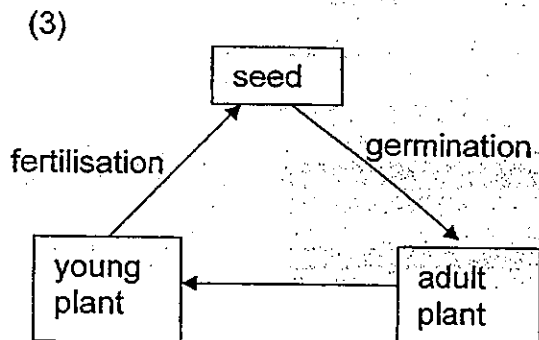 (3)
seed
fertilisation
germination
young
plant
adult
plant